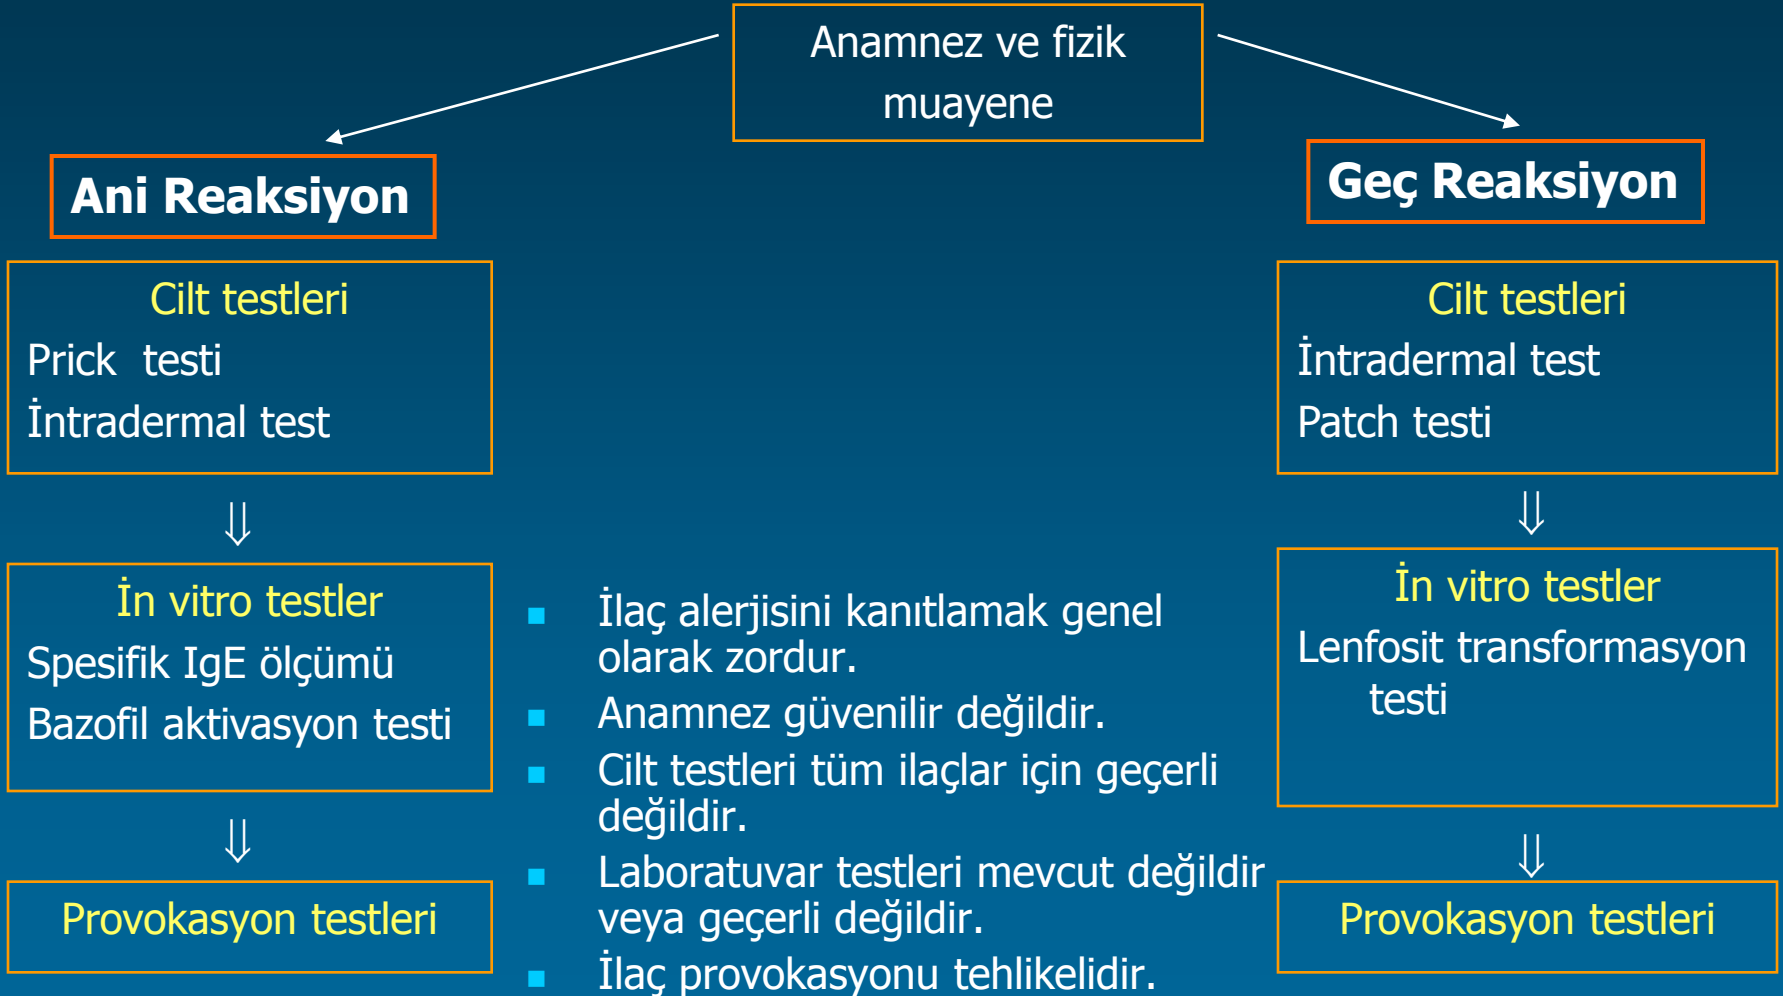 Anamnez ve fizik
muayene
Ani Reaksiyon
Cilt testleri
Prick testi
İntradermal test
⇓
İn vitro testler
Spesifik IgE ölçümü
Bazofil aktivasyon testi
⇓
Provokasyon testleri
▪ İlaç alerjisini kanıtlamak genel
olarak zordur.
▪ Anamnez güvenilir değildir.
▪ Cilt testleri tüm ilaçlar için geçerli
değildir.
▪ Laboratuvar testleri mevcut değildir
veya geçerli değildir.
▪ İlaç provokasyonu tehlikelidir.
Geç Reaksiyon
Cilt testleri
İntradermal test
Patch testi
⇓
İn vitro testler
Lenfosit transformasyon
testi
⇓
Provokasyon testleri